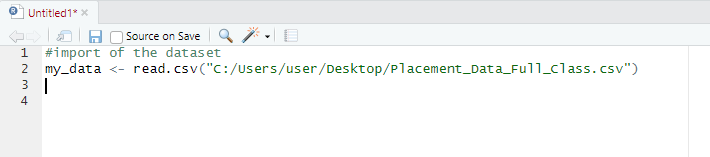 Untitled1*
Source on Save
1 #import of the dataset
2 my_data <- read.csv("C:/Users/user/Desktop/Placement_Data_Full_Class.csv")
3
4